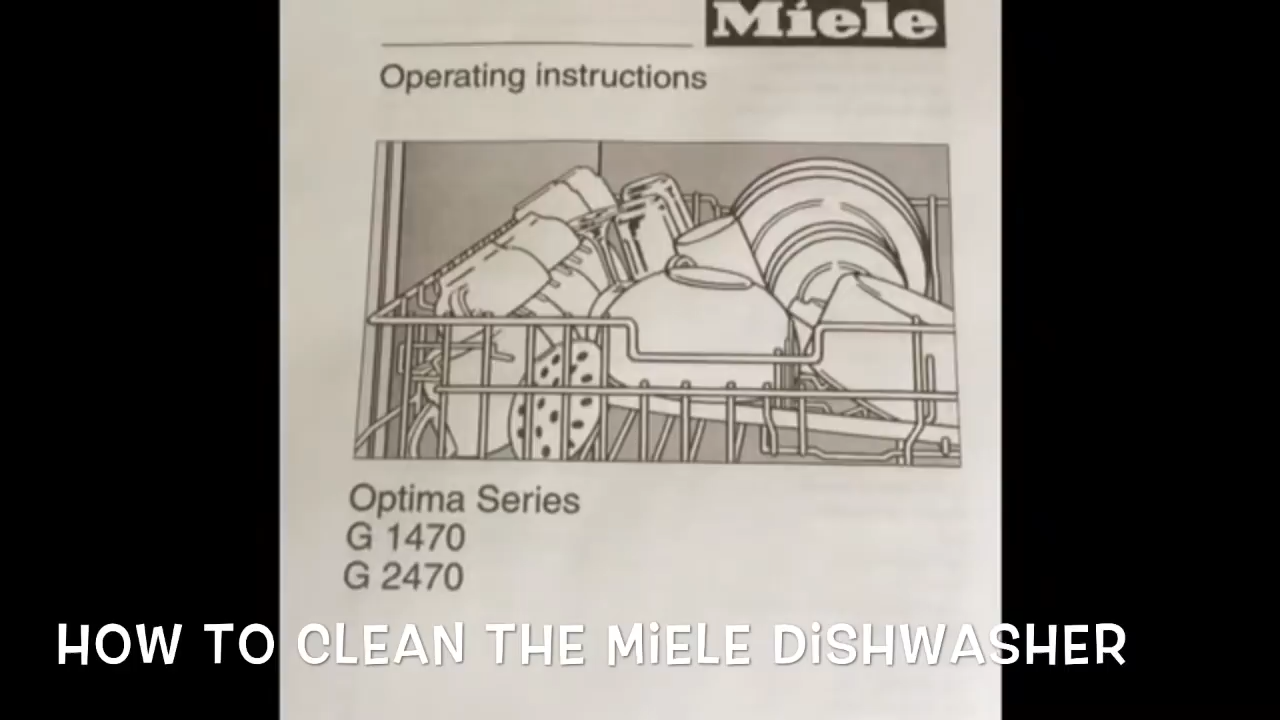 Miele
Operating instructions
Optima Series
G 1470
G 2470
HOW TO CLEAN THE MiELE DiSHWASHER